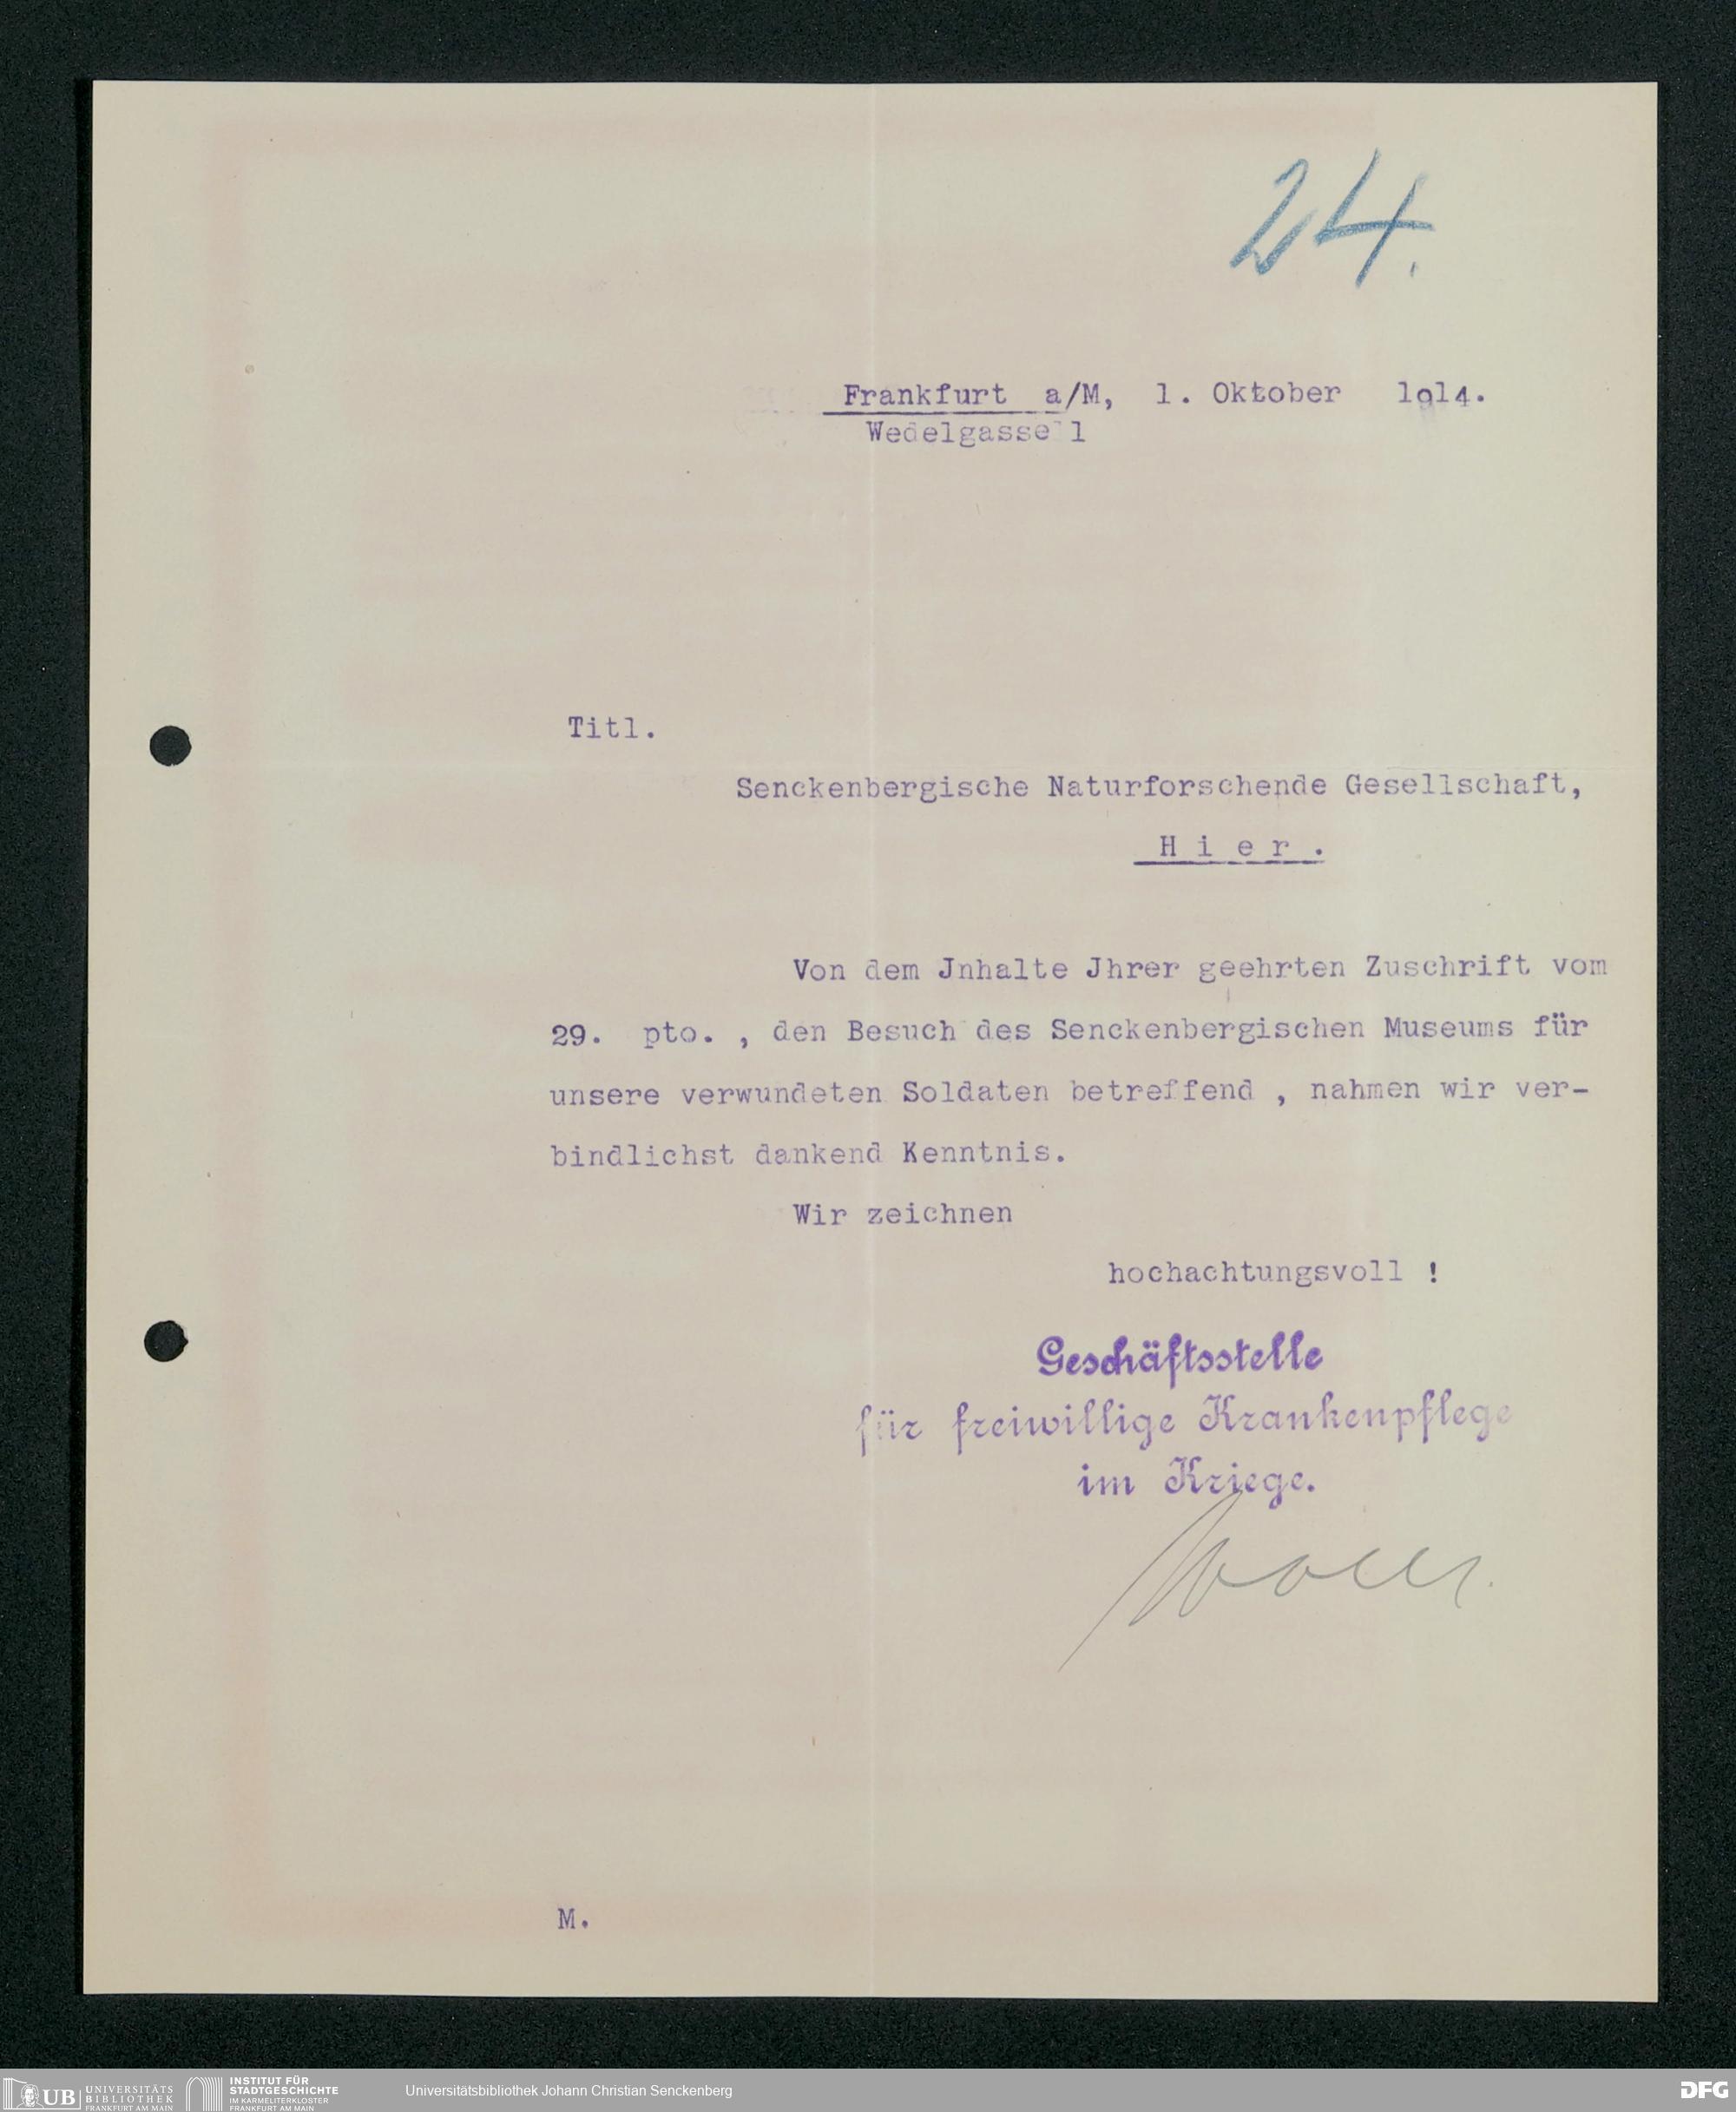 24.
Frankfurt a/M, 1. Oktober 1914.
Wedelgasse 1
Titl.
Senckenbergische Naturforschende Gesellschaft,
H i e r .
Von dem Jnhalte Jhrer geehrten Zuschrift vom
29. pto. , den Besuch des Senckenbergischen Museums für
unsere verwundeten Soldaten betreffend , nahmen wir ver-
bindlichst dankend Kenntnis.
Wir zeichnen
hochachtungsvoll !
Geschäftsstelle
für freiwillige Krankenpflege
im Kriege.
M.
UB
UNIVERSITÄTS
BIBLIOTHEK
FRANKFURT AM MAIN
INSTITUT FÜR
STADTGESCHICHTE
IM KARMELITERKLOSTER
FRANKFURT AM MAIN
Universitätsbibliothek Johann Christian Senckenberg
DFG